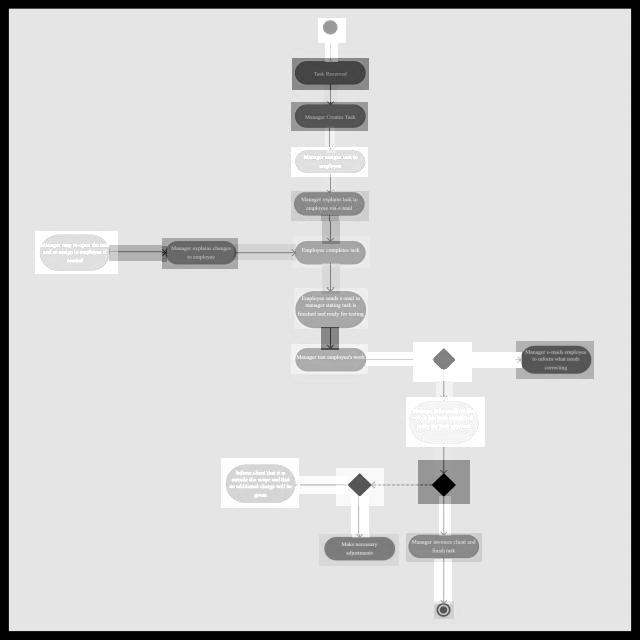 Task Received
Manager Creates Task
Manager assigns task to
employee
Manager explains task to
employee via e-mail
Manager may re-open the task
and re-assign to employee if
needed
Manager explains changes
to employee
Employee completes task
Employee sends e-mail to
manager stating task is
finished and ready for testing
Manager test employee's work
Manager e-mails employee
to inform what needs
correcting
Inform client that it is
outside the scope and that
an additional charge will be
given
Make necessary
adjustments
Manager invoices client and
finish task